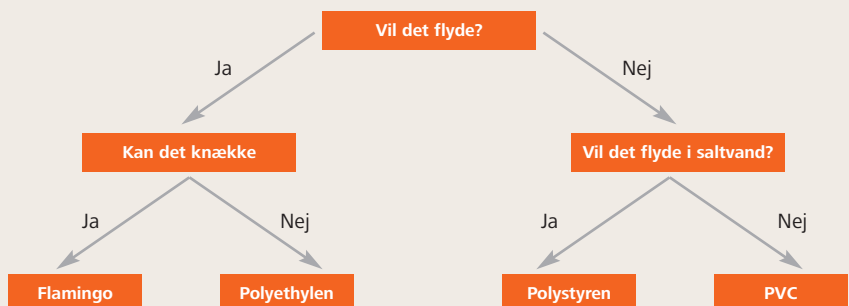 Vil det flyde?
Ja
Nej
Kan det knække
Vil det flyde i saltvand?
Ja
Nej
Ja
Nej
Flamingo
Polyethylen
Polystyren
PVC